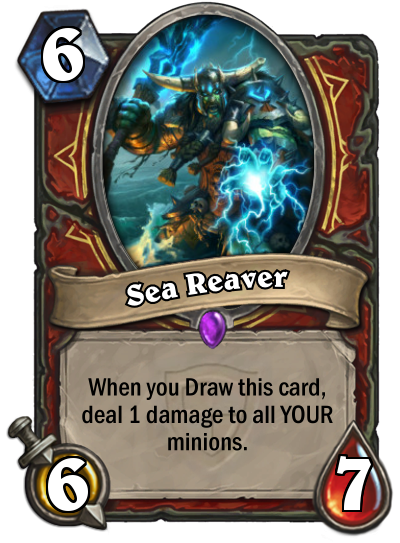 6
Sea Reaver
When you Draw this card,
deal 1 damage to all YOUR
minions.
6
7